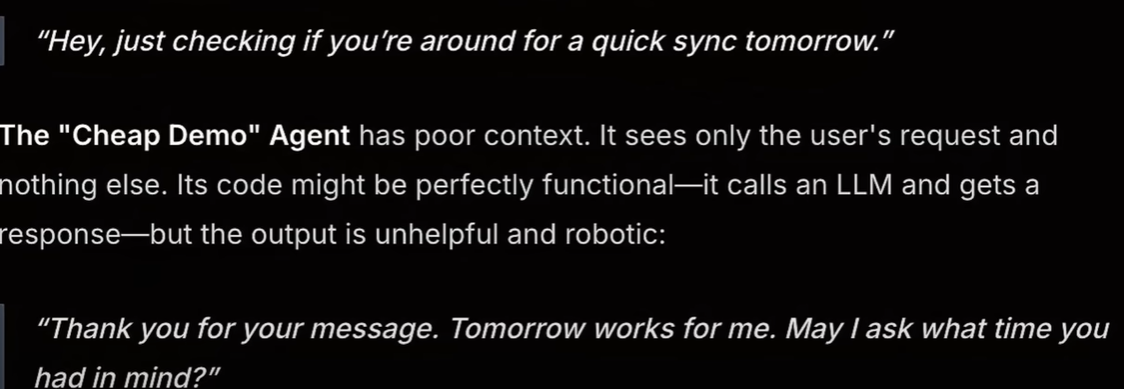 “Hey, just checking if you’re around for a quick sync tomorrow.”
The "Cheap Demo" Agent has poor context. It sees only the user's request and
nothing else. Its code might be perfectly functional—it calls an LLM and gets a
response—but the output is unhelpful and robotic:
“Thank you for your message. Tomorrow works for me. May I ask what time you
had in mind?”